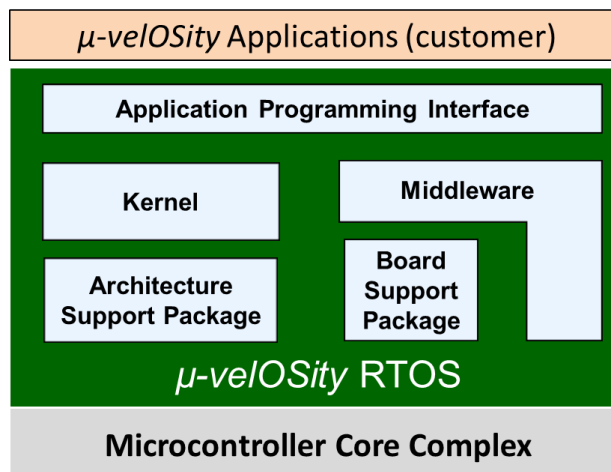 μ-velOSity Applications (customer)
Application Programming Interface
Kernel
Middleware
Architecture
Support Package
Board
Support
Package
μ-velOSity RTOS
Microcontroller Core Complex